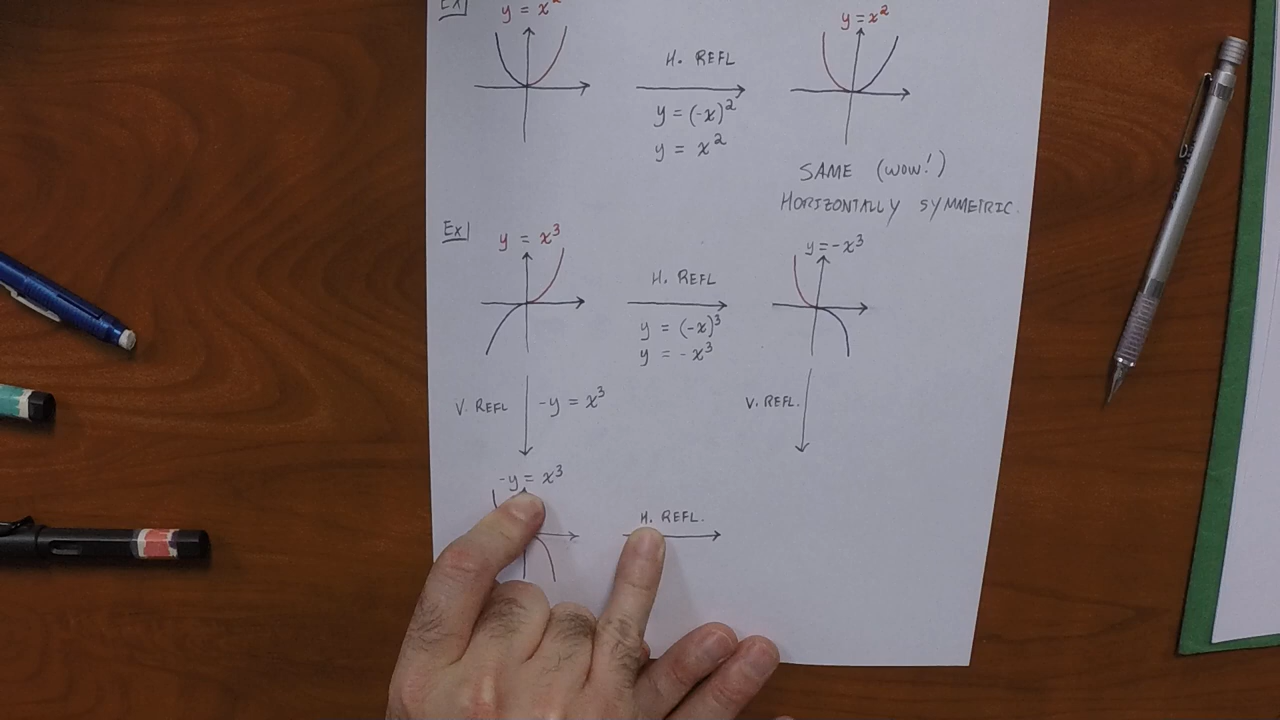 Ex
y = x²
y = x²
H. REFL
y = (-x)²
y = x²
SAME (WOW!)
HORIZONTALLY SYMMETRIC.
Ex
y = x³
H. REFL
y = (-x)³
y = -x³
y = -x³
V. REFL
-y = x³
V. REFL.
-y = x³
H. REFL.